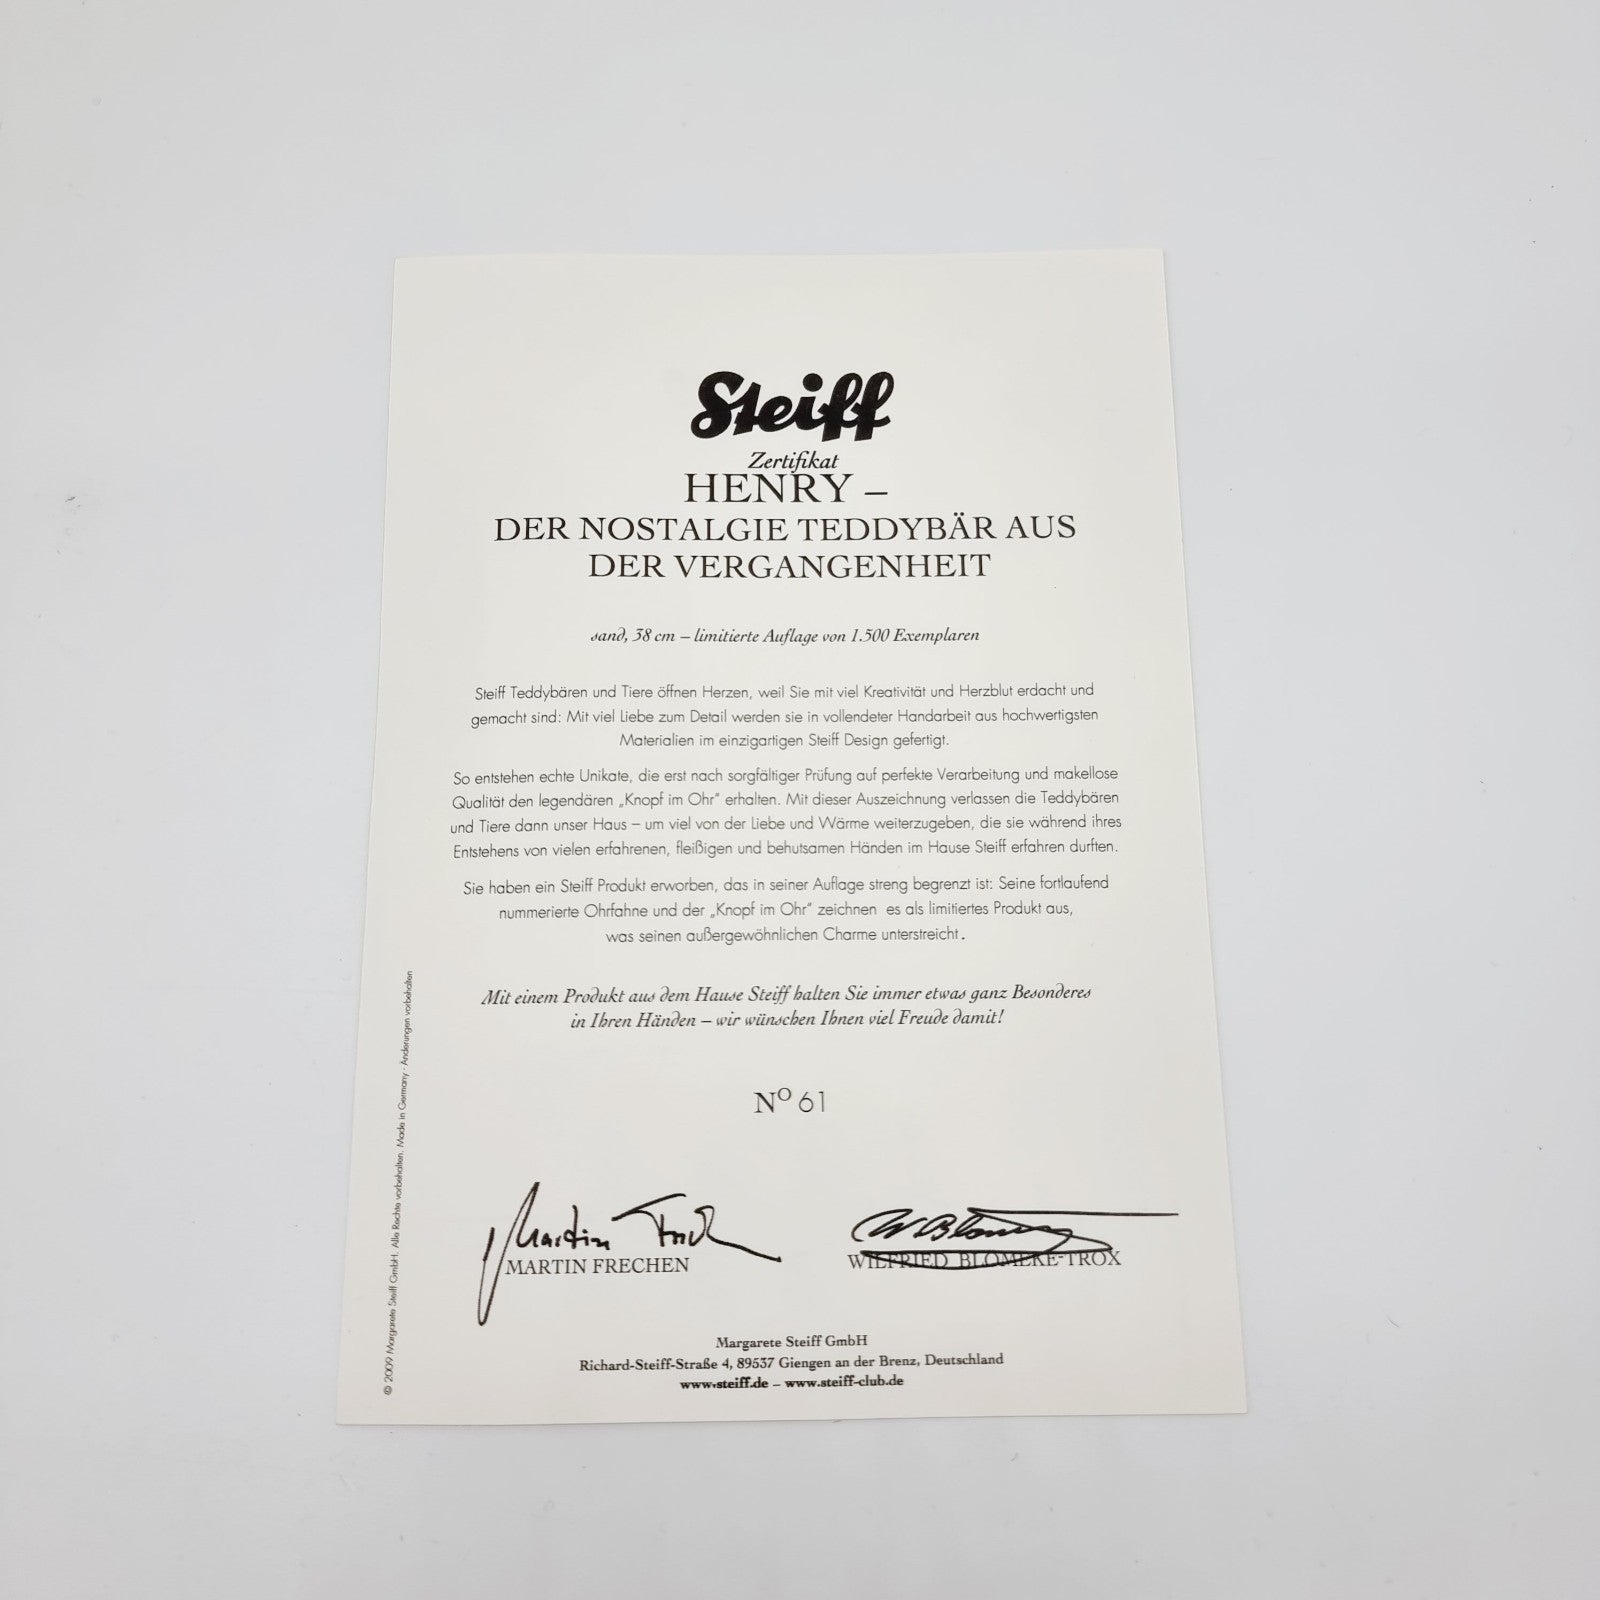 Steiff
Zertifikat
HENRY –
DER NOSTALGIE TEDDYBÄR AUS
DER VERGANGENHEIT
sand, 38 cm – limitierte Auflage von 1.500 Exemplaren
Steiff Teddybären und Tiere öffnen Herzen, weil Sie mit viel Kreativität und Herzblut erdacht und
gemacht sind: Mit viel Liebe zum Detail werden sie in vollendeter Handarbeit aus hochwertigsten
Materialien im einzigartigen Steiff Design gefertigt.
So entstehen echte Unikate, die erst nach sorgfältiger Prüfung auf perfekte Verarbeitung und makellose
Qualität den legendären „Knopf im Ohr“ erhalten. Mit dieser Auszeichnung verlassen die Teddybären
und Tiere dann unser Haus – um viel von der Liebe und Wärme weiterzugeben, die sie während ihres
Entstehens von vielen erfahrenen, fleißigen und behutsamen Händen im Hause Steiff erfahren durften.
Sie haben ein Steiff Produkt erworben, das in seiner Auflage streng begrenzt ist: Seine fortlaufend
nummerierte Ohrfahne und der „Knopf im Ohr“ zeichnen es als limitiertes Produkt aus,
was seinen außergewöhnlichen Charme unterstreicht.
Mit einem Produkt aus dem Hause Steiff halten Sie immer etwas ganz Besonderes
in Ihren Händen – wir wünschen Ihnen viel Freude damit!
Nº 61
MARTIN FRECHEN
WILFRIED BLÖMEKE-TROX
Margarete Steiff GmbH
Richard-Steiff-Straße 4, 89537 Giengen an der Brenz, Deutschland
www.steiff.de – www.steiff-club.de
© 2009 Margarete Steiff GmbH. Alle Rechte vorbehalten. Made in Germany · Änderungen vorbehalten